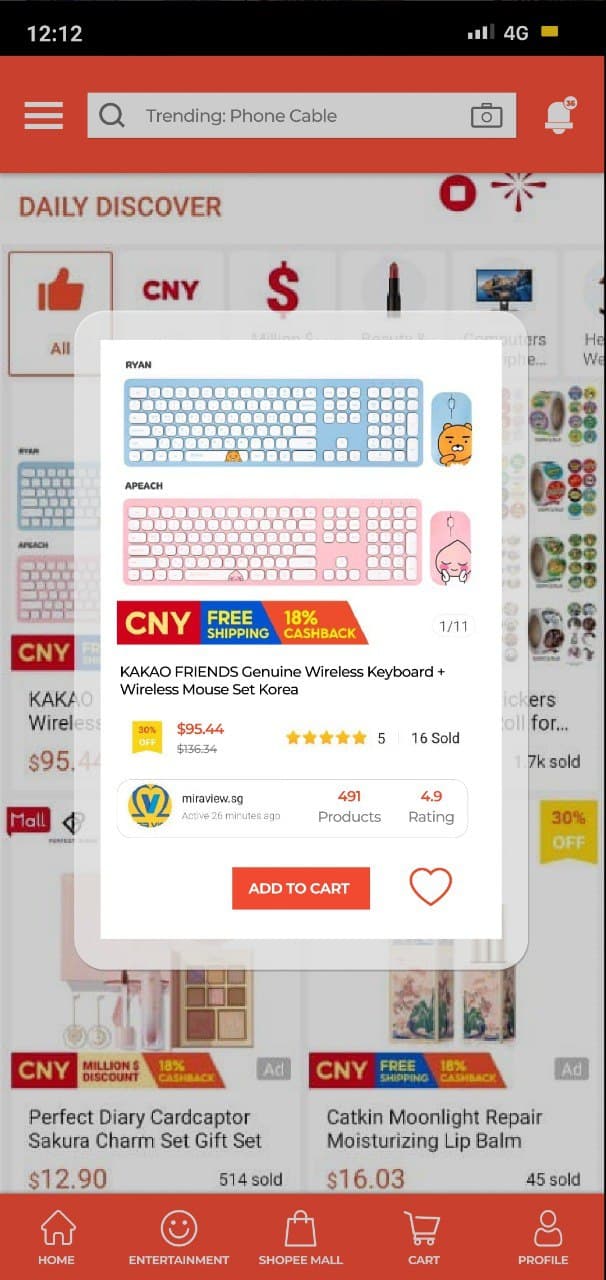 12:12
4G
Trending: Phone Cable
36
DAILY DISCOVER
All
CNY
$
Million $
Beauty &
Computers
He
We
RYAN
APEACH
CNY
FREE
SHIPPING
18%
CASHBACK
1/11
KAKAO FRIENDS Genuine Wireless Keyboard +
Wireless Mouse Set Korea
30%
OFF
$95.44
$136.34
5
16 Sold
miraview.sg
Active 26 minutes ago
491
Products
4.9
Rating
ADD TO CART
RYAN
APEACH
CNY
KAKAO
Wireless
$95.44
ickers
oll for...
1.7k sold
Mall
30%
OFF
CNY
MILLION $
DISCOUNT
18%
CASHBACK
Ad
CNY
FREE
SHIPPING
18%
CASHBACK
Ad
Perfect Diary Cardcaptor
Sakura Charm Set Gift Set
$12.90
514 sold
Catkin Moonlight Repair
Moisturizing Lip Balm
$16.03
45 sold
HOME
ENTERTAINMENT
SHOPEE MALL
CART
PROFILE